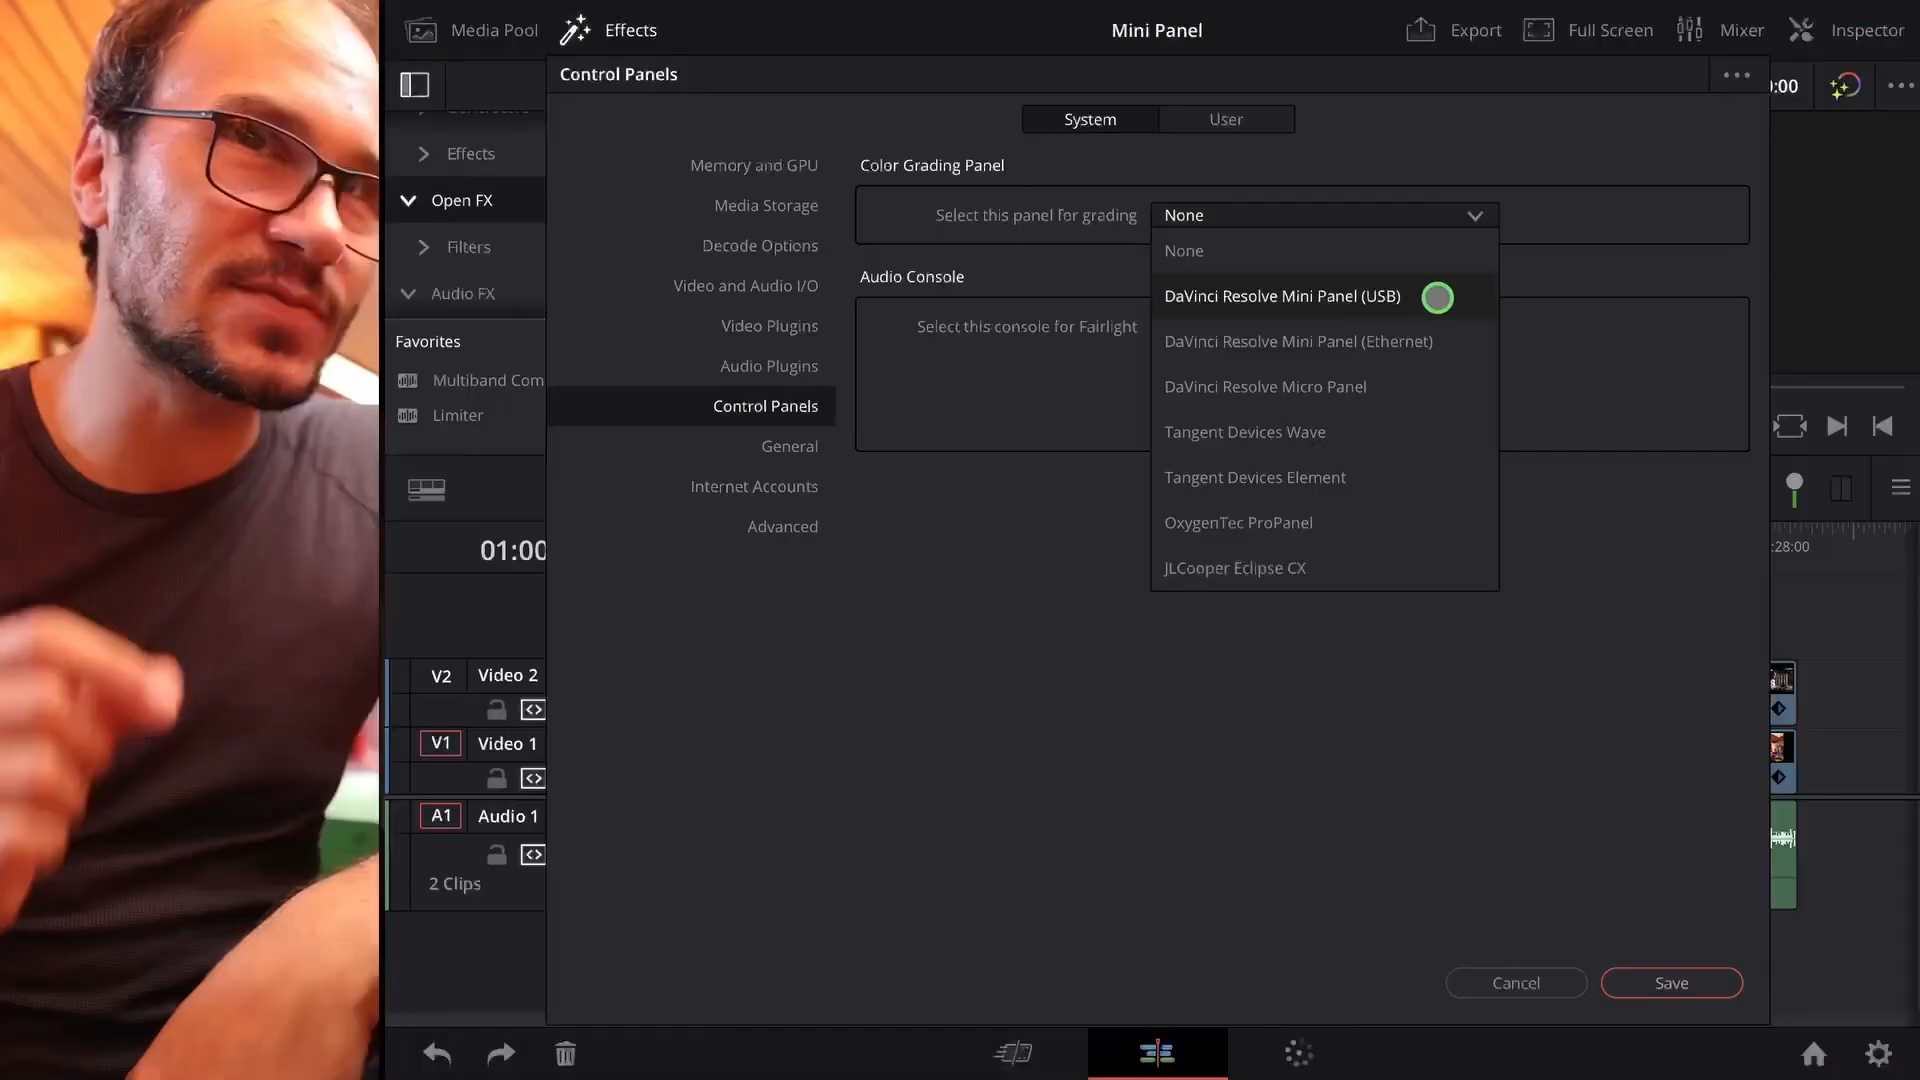 Media Pool
Effects
Mini Panel
Export
Full Screen
Mixer
Inspector
Control Panels
:00
System
User
Effects
Open FX
Filters
Audio FX
Favorites
Multiband Com
Limiter
Memory and GPU
Media Storage
Decode Options
Video and Audio I/O
Video Plugins
Audio Plugins
Control Panels
General
Internet Accounts
Advanced
Color Grading Panel
Select this panel for grading
None
None
DaVinci Resolve Mini Panel (USB)
DaVinci Resolve Mini Panel (Ethernet)
DaVinci Resolve Micro Panel
Tangent Devices Wave
Tangent Devices Element
OxygenTec ProPanel
JLCooper Eclipse CX
Audio Console
Select this console for Fairlight
01:00
:28:00
V2 Video 2
V1 Video 1
A1 Audio 1
2 Clips
Cancel
Save